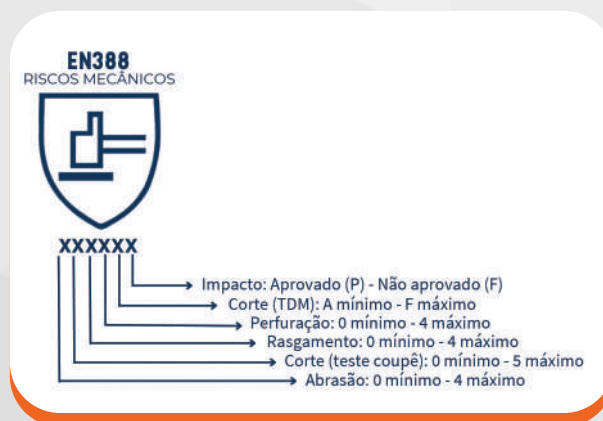 EN388
RISCOS MECÂNICOS
XXXXXX
Impacto: Aprovado (P) - Não aprovado (F)
Corte (TDM): A mínimo - F máximo
Perfuração: 0 mínimo - 4 máximo
Rasgamento: 0 mínimo - 4 máximo
Corte (teste coupê): 0 mínimo - 5 máximo
Abrasão: 0 mínimo - 4 máximo